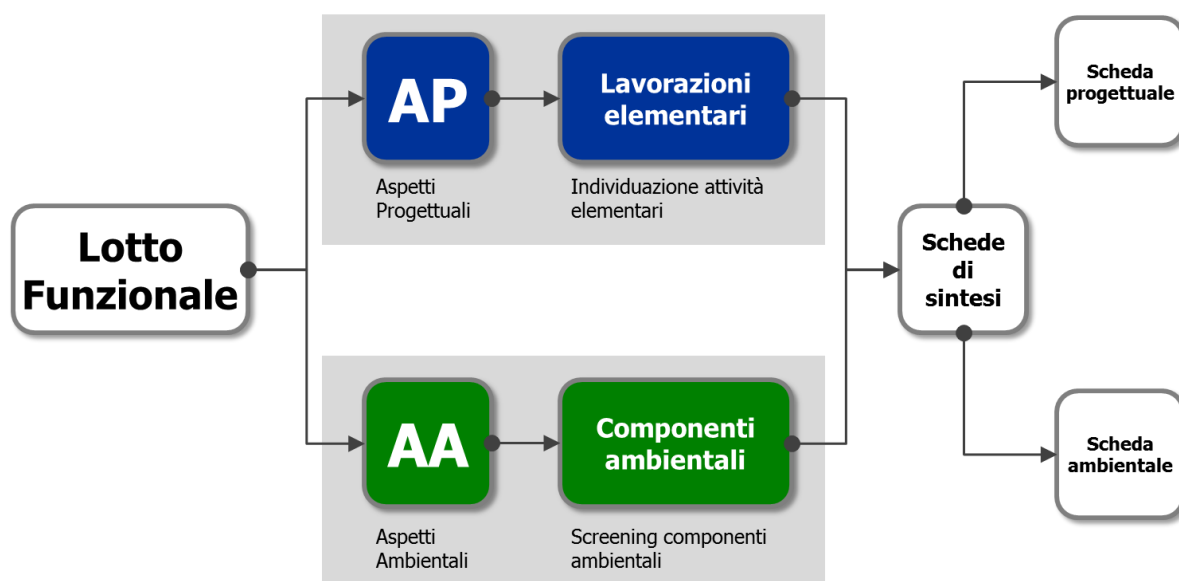 Lotto
Funzionale
AP
Aspetti
Progettuali
Lavorazioni
elementari
Individuazione attività
elementari
AA
Aspetti
Ambientali
Componenti
ambientali
Screening componenti
ambientali
Schede
di
sintesi
Scheda
progettuale
Scheda
ambientale